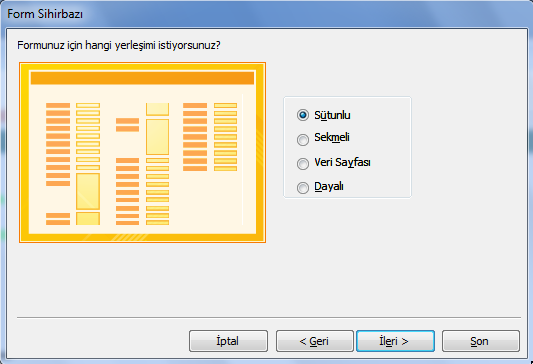 Form Sihirbazı
Formunuz için hangi yerleşimi istiyorsunuz?
Sütunlu
Sekmeli
Veri Sayfası
Dayalı
İptal
< Geri
İleri >
Son